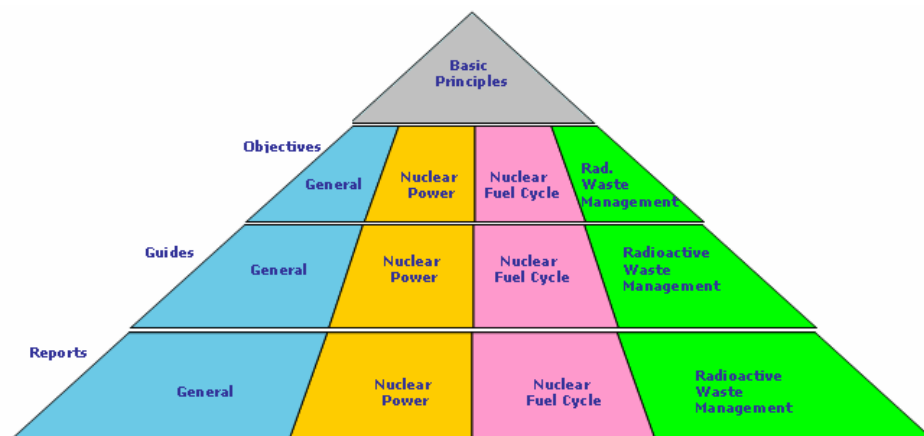 Basic
Principles
Objectives
General
Nuclear
Power
Nuclear
Fuel Cycle
Rad.
Waste
Management
Guides
General
Nuclear
Power
Nuclear
Fuel Cycle
Radioactive
Waste
Management
Reports
General
Nuclear
Power
Nuclear
Fuel Cycle
Radioactive
Waste
Management